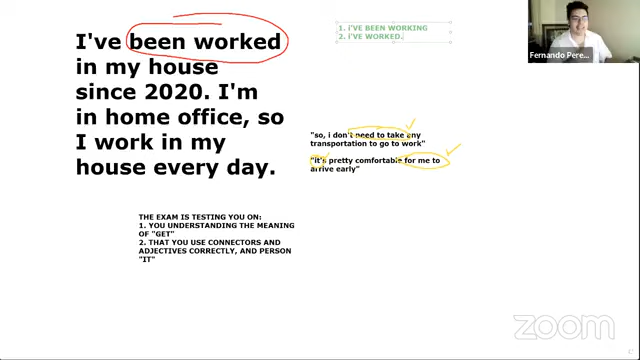 I've been worked
in my house
since 2020. I'm
in home office, so
I work in my
house every day.
1. i'VE BEEN WORKING
2. i'VE WORKED.
Fernando Pere...
"so, i don't need to take any
transportation to go to work"
"it's pretty comfortable for me to
arrive early"
THE EXAM IS TESTING YOU ON:
1. YOU UNDERSTANDING THE MEANING
OF "GET"
2. THAT YOU USE CONNECTORS AND
ADJECTIVES CORRECTLY, AND PERSON
"IT"
zoom